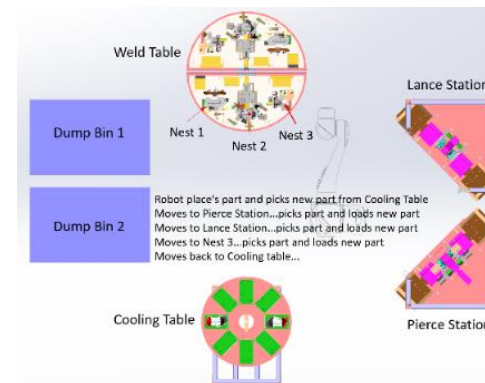 Weld Table
Lance Station
Dump Bin 1
Nest 1
Nest 2
Nest 3
Dump Bin 2
Robot place's part and picks new part from Cooling Table
Moves to Pierce Station...picks part and loads new part
Moves to Lance Station...picks part and loads new part
Moves to Nest 3...picks part and loads new part
Moves back to Cooling table...
Cooling Table
Pierce Station